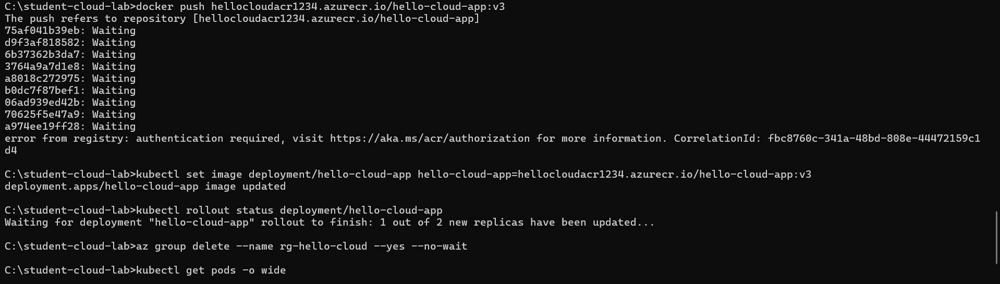 C:\student-cloud-lab>docker push hellocloudacr1234.azurecr.io/hello-cloud-app:v3
The push refers to repository [hellocloudacr1234.azurecr.io/hello-cloud-app]
75af041b39eb: Waiting
d9f3af818582: Waiting
6b37362b3da7: Waiting
3764a9a7d1e8: Waiting
a8018c272975: Waiting
b0dc7f87bef1: Waiting
06ad939ed42b: Waiting
70625f5e47a9: Waiting
a974ee19ff28: Waiting
error from registry: authentication required, visit https://aka.ms/acr/authorization for more information. CorrelationId: fbc8760c-341a-48bd-808e-44472159c1
d4
C:\student-cloud-lab>kubectl set image deployment/hello-cloud-app hello-cloud-app=hellocloudacr1234.azurecr.io/hello-cloud-app:v3
deployment.apps/hello-cloud-app image updated
C:\student-cloud-lab>kubectl rollout status deployment/hello-cloud-app
Waiting for deployment "hello-cloud-app" rollout to finish: 1 out of 2 new replicas have been updated...
C:\student-cloud-lab>az group delete --name rg-hello-cloud --yes --no-wait
C:\student-cloud-lab>kubectl get pods -o wide